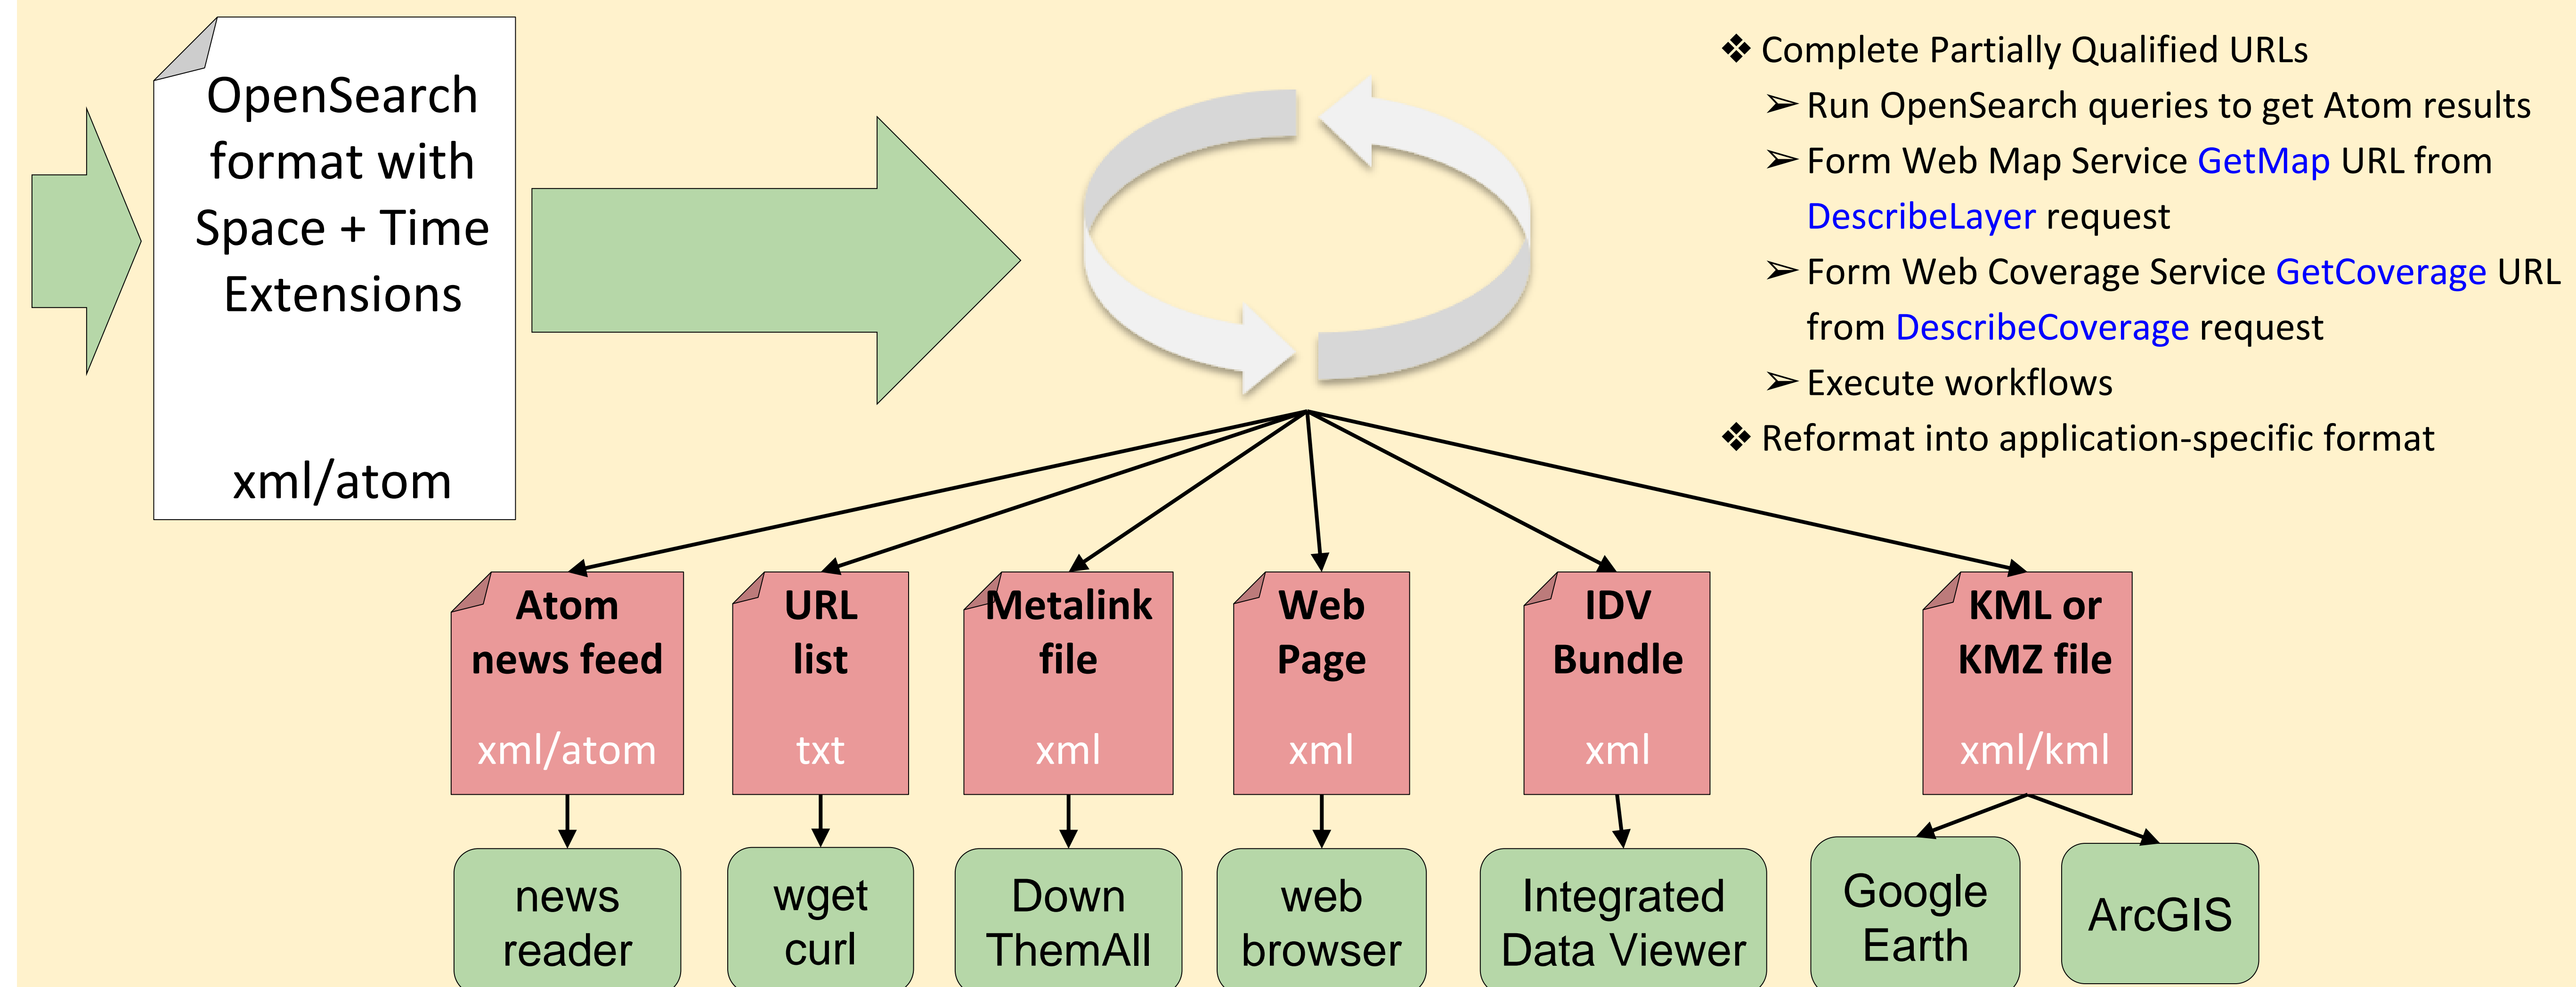 OpenSearch
format with
Space + Time
Extensions
xml/atom
❖ Complete Partially Qualified URLs
➢ Run OpenSearch queries to get Atom results
➢ Form Web Map Service GetMap URL from
DescribeLayer request
➢ Form Web Coverage Service GetCoverage URL
from DescribeCoverage request
➢ Execute workflows
❖ Reformat into application-specific format
Atom
news feed
xml/atom
URL
list
txt
Metalink
file
xml
Web
Page
xml
IDV
Bundle
xml
KML or
KMZ file
xml/kml
news
reader
wget
curl
Down
ThemAll
web
browser
Integrated
Data Viewer
Google
Earth
ArcGIS